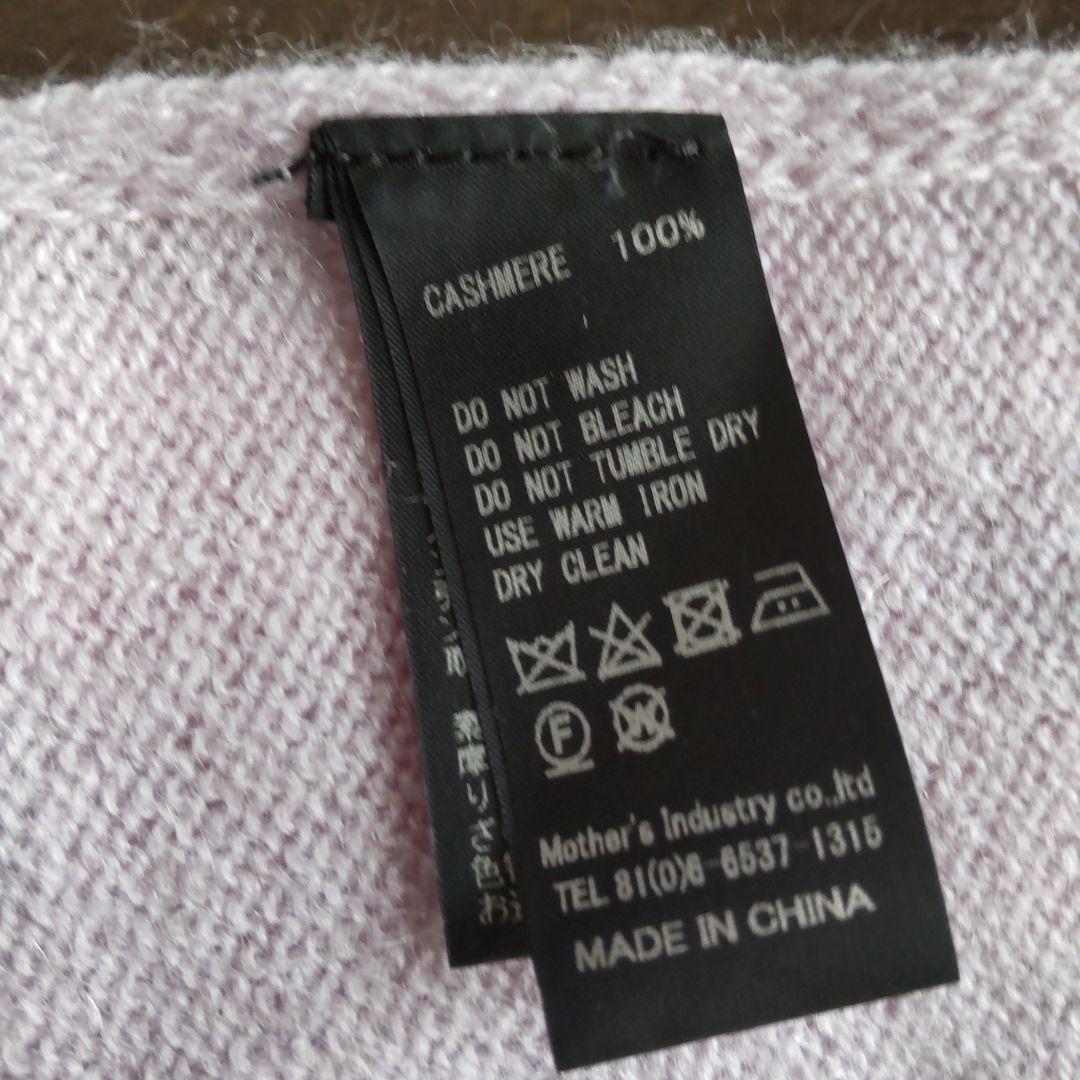 CASHMERE 100%
DO NOT WASH
DO NOT BLEACH
DO NOT TUMBLE DRY
USE WARM IRON
DRY CLEAN
F W
Mother's Industry co.,ltd
TEL 81(0)6-6537-1315
MADE IN CHINA